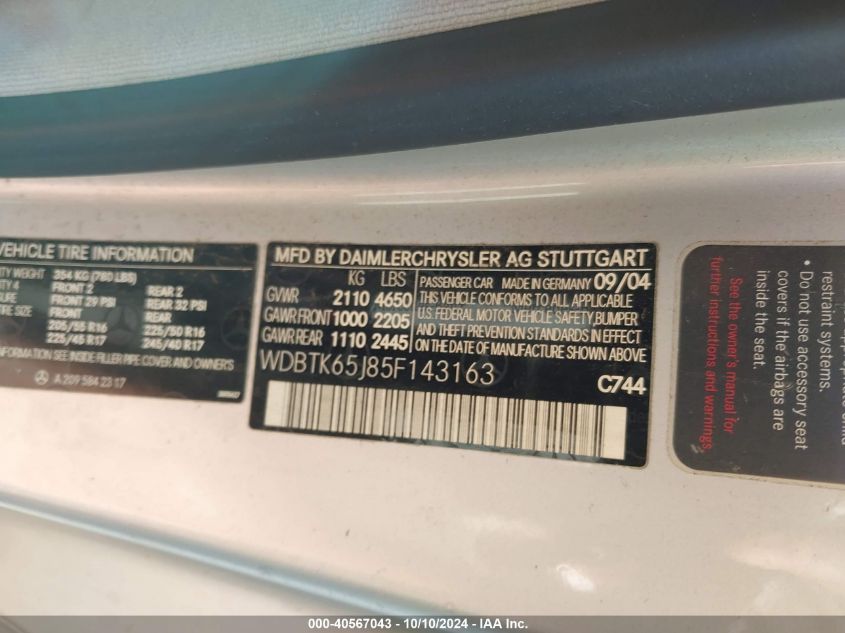 VEHICLE TIRE INFORMATION
ITY WEIGHT 354 KG (780 LBS)
ITY 4 FRONT 2 REAR 2
URE FRONT 29 PSI REAR 32 PSI
RE SIZE FRONT REAR
205/55 R16 225/50 R16
225/45 R17 245/40 R17
INFORMATION SEE INSIDE FILLER PIPE COVER AND OWNER'S
A 209 584 23 17
MFD BY DAIMLERCHRYSLER AG STUTTGART
KG LBS
GVWR 2110 4650
GAWR FRONT 1000 2205
GAWR REAR 1110 2445
PASSENGER CAR MADE IN GERMANY 09/04
THIS VEHICLE CONFORMS TO ALL APPLICABLE
U.S. FEDERAL MOTOR VEHICLE SAFETY, BUMPER
AND THEFT PREVENTION STANDARDS IN EFFECT
ON THE DATE OF MANUFACTURE SHOWN ABOVE
WDBTK65J85F143163
C744
restraint system.
• Do not use accessory seat
covers if the airbags are
inside the seat.
See the owner's manual for
further instructions and warnings.
000-40567043 - 10/10/2024 - IAA Inc.